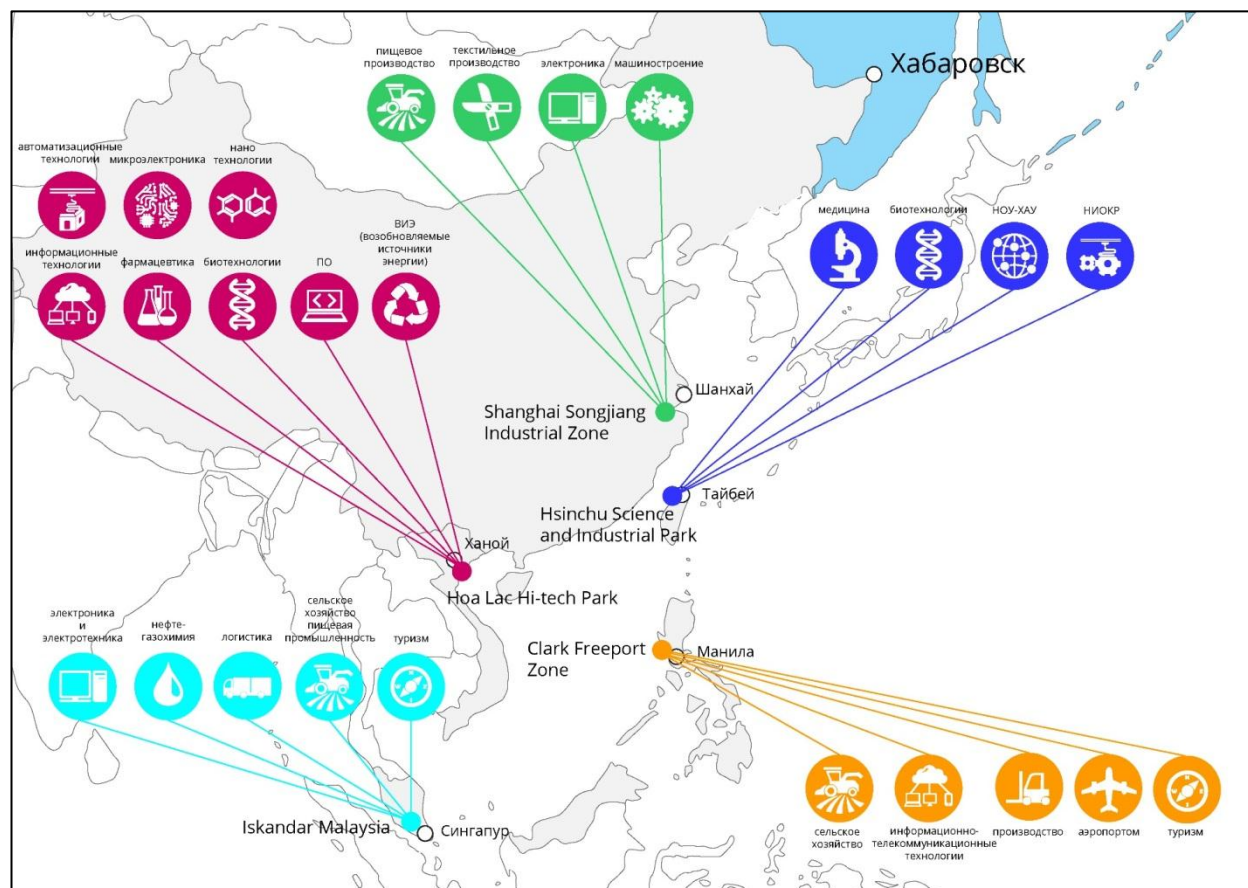 пищевое
производство
текстильное
производство
электроника
машиностроение
Хабаровск
автоматизационные
технологии
микроэлектроника
нано
технологии
информационные
технологии
фармацевтика
биотехнологии
ПО
ВИЭ
(возобновляемые
источники
энергии)
медицина
биотехнологии
НОУ-ХАУ
НИОКР
Шанхай
Shanghai Songjiang
Industrial Zone
Тайбей
Hsinchu Science
and Industrial Park
Ханой
Hoa Lac Hi-tech Park
электроника
и
электротехника
нефте-
газохимия
логистика
сельское
хозяйство
пищевая
промышленность
туризм
Clark Freeport
Zone
Манила
Iskandar Malaysia
Сингапур
сельское
хозяйство
информационно-
телекоммуникационные
технологии
производство
аэропортом
туризм